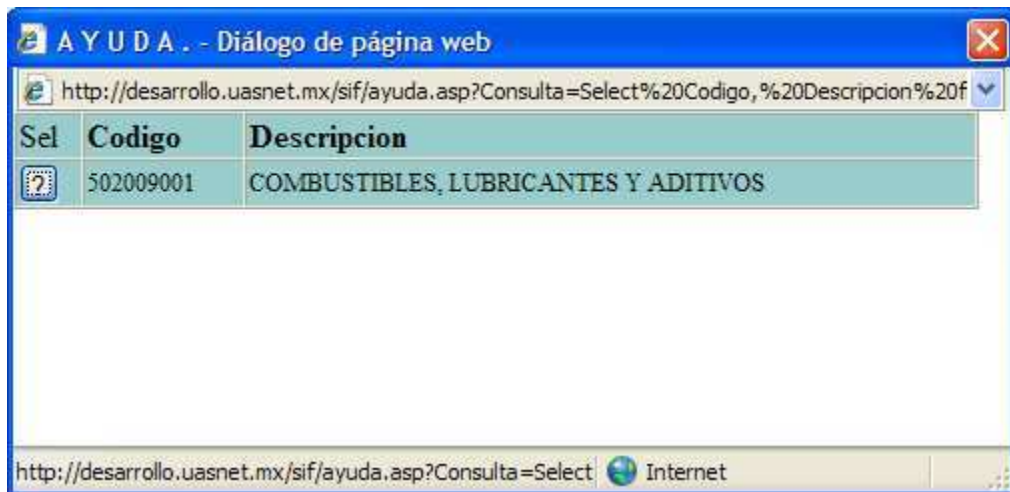 A Y U D A . - Diálogo de página web
http://desarrollo.uasnet.mx/sif/ayuda.asp?Consulta=Select%20Codigo,%20Descripcion%20f
Sel Codigo Descripcion
? 502009001 COMBUSTIBLES, LUBRICANTES Y ADITIVOS
http://desarrollo.uasnet.mx/sif/ayuda.asp?Consulta=Select Internet